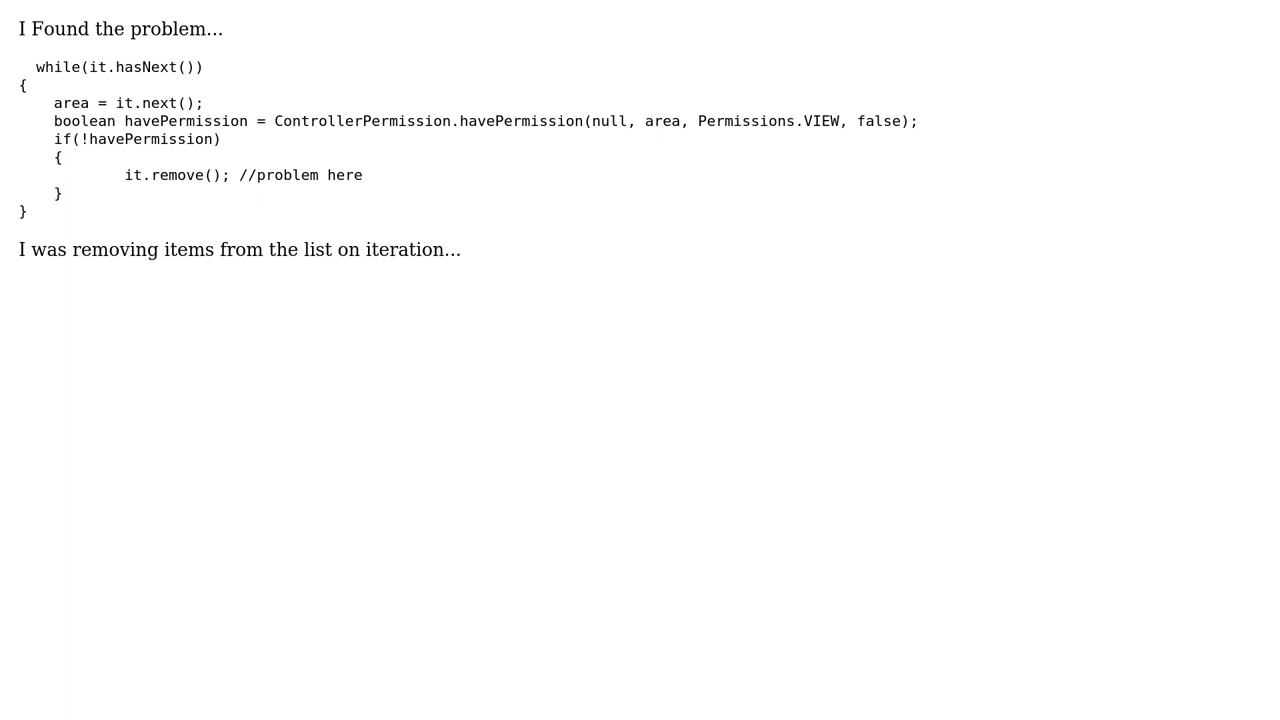 I Found the problem...
  while(it.hasNext())
{
    area = it.next();
    boolean havePermission = ControllerPermission.havePermission(null, area, Permissions.VIEW, false);
    if(!havePermission)
    {
            it.remove(); //problem here
    }
}
I was removing items from the list on iteration...